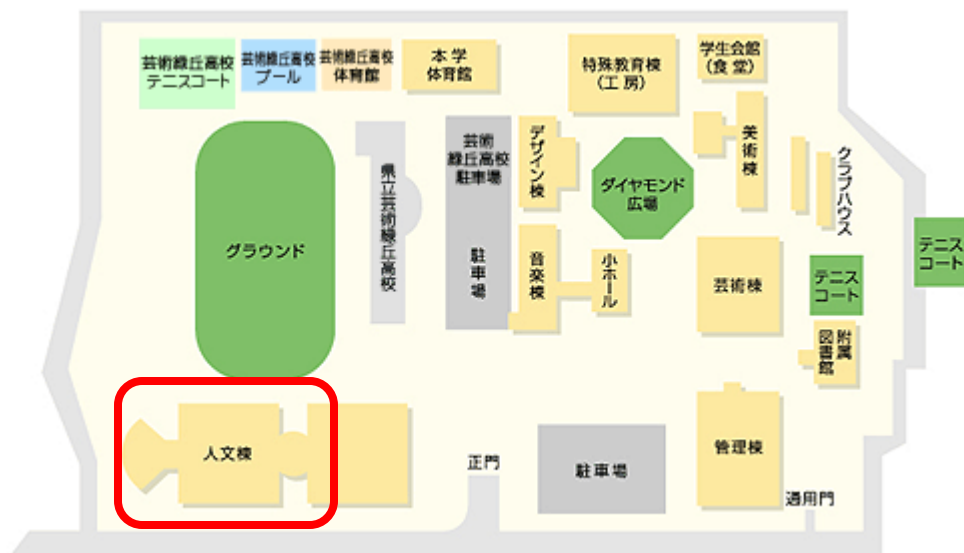 芸術緑丘高校
テニスコート
芸術緑丘高校
プール
芸術緑丘高校
体育館
本学
体育館
特殊教育棟
(工房)
学生会館
(食堂)
芸術
緑丘高校
駐車場
デザイン棟
美術棟
クラブハウス
県立芸術緑丘高校
ダイヤモンド
広場
グラウンド
駐車場
音楽棟
小ホール
芸術棟
テニス
コート
テニス
コート
附属
図書館
人文棟
正門
駐車場
管理棟
通用門